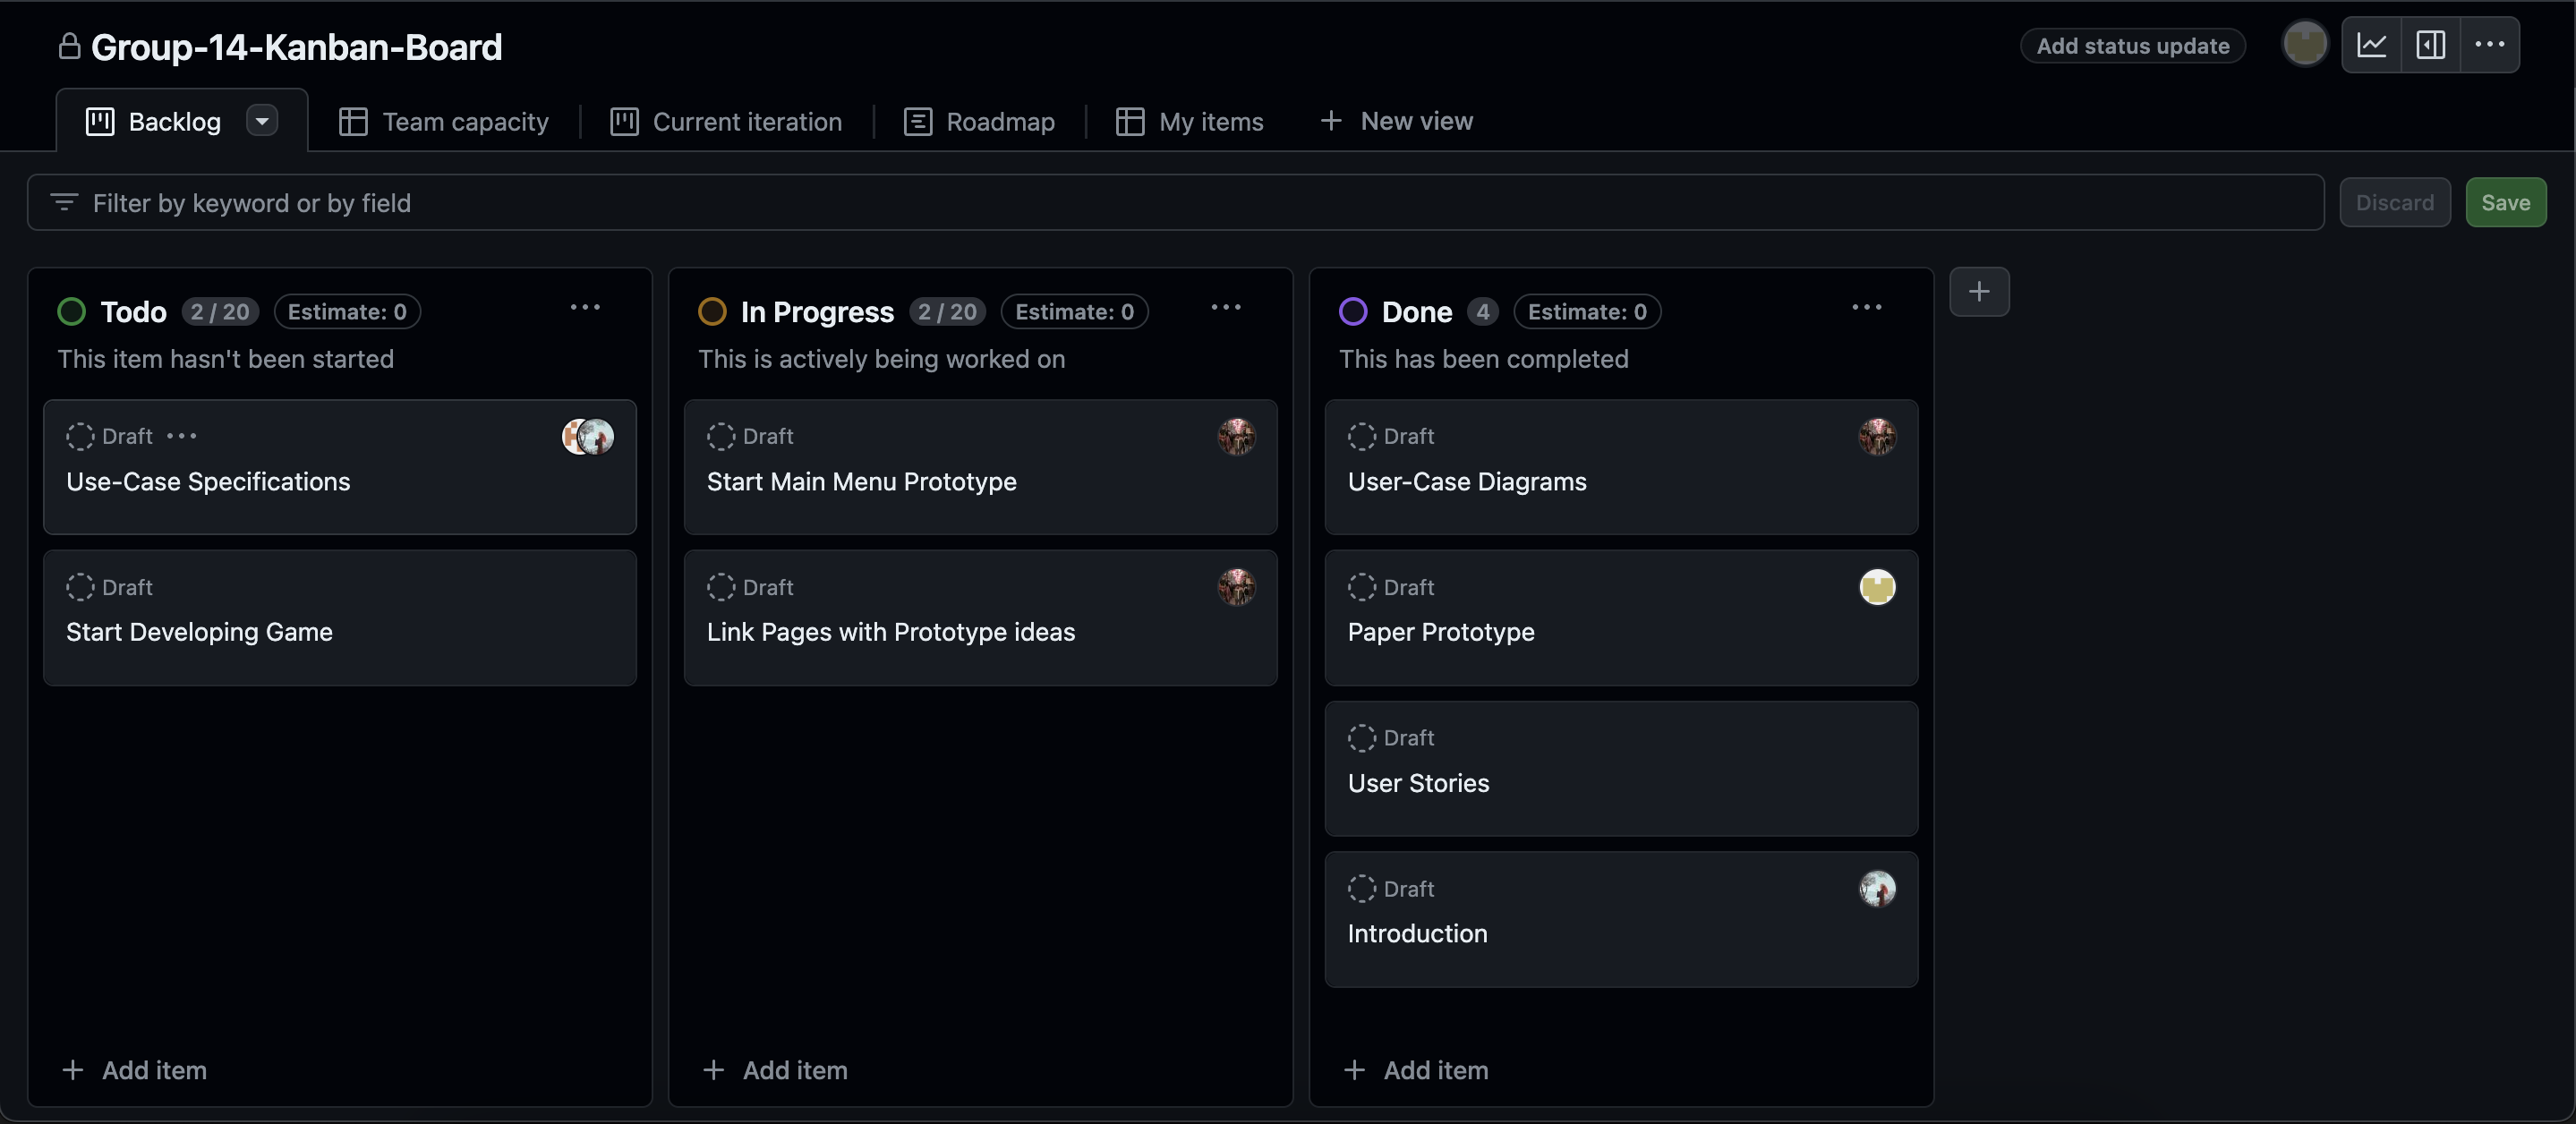 Group-14-Kanban-Board
Add status update
Backlog
Team capacity
Current iteration
Roadmap
My items
New view
Filter by keyword or by field
Discard
Save
Todo 2 / 20 Estimate: 0
This item hasn't been started
Draft
Use-Case Specifications
Draft
Start Developing Game
Add item
In Progress 2 / 20 Estimate: 0
This is actively being worked on
Draft
Start Main Menu Prototype
Draft
Link Pages with Prototype ideas
Add item
Done 4 Estimate: 0
This has been completed
Draft
User-Case Diagrams
Draft
Paper Prototype
Draft
User Stories
Draft
Introduction
Add item